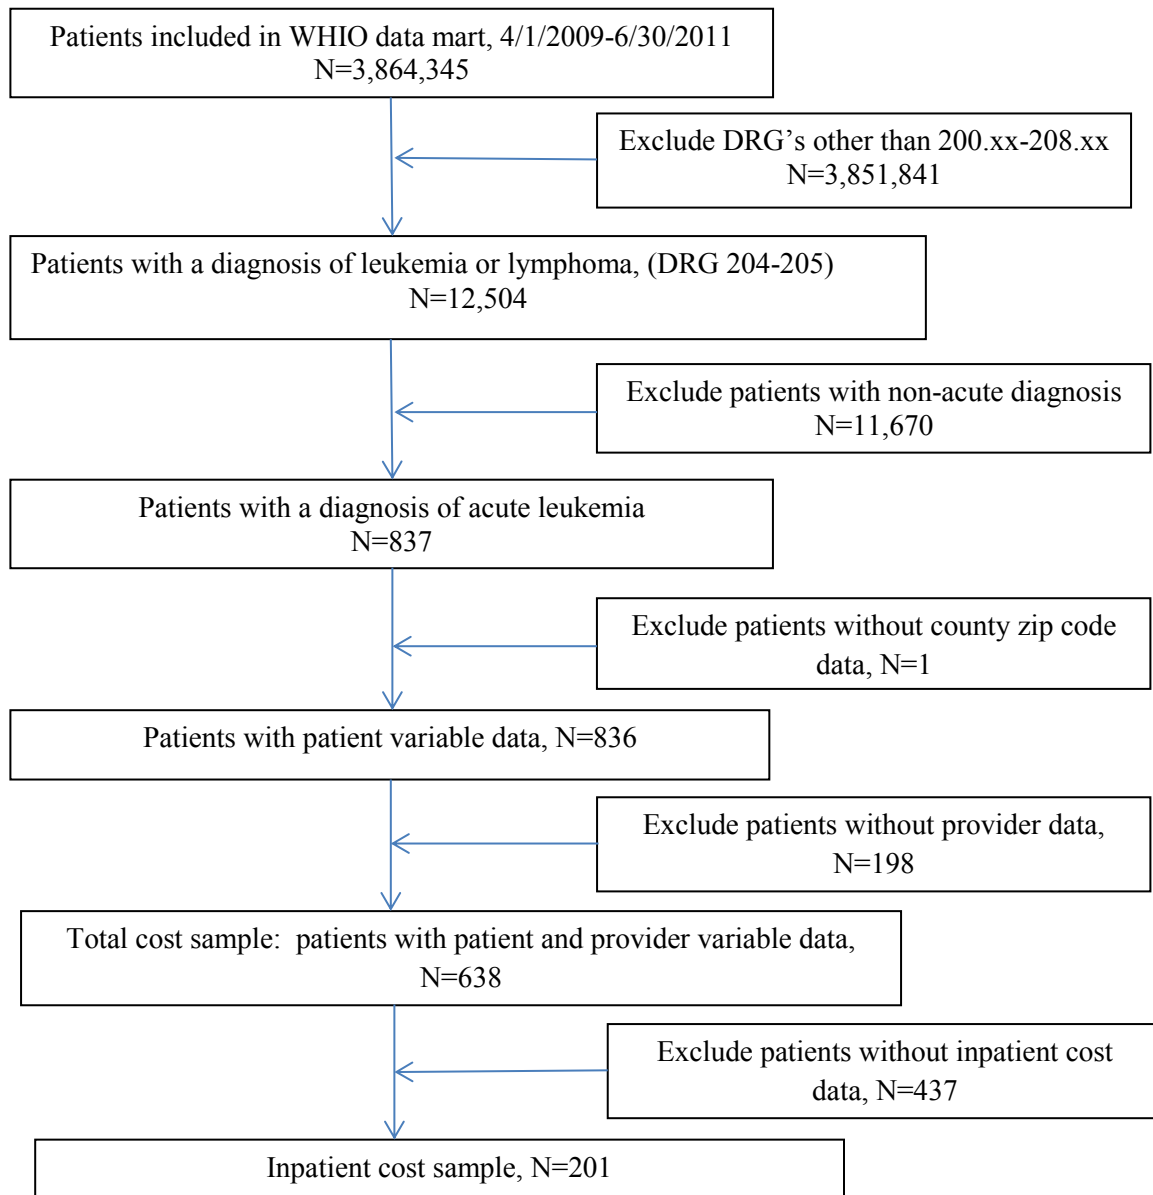 Patients included in WHIO data mart, 4/1/2009-6/30/2011
N=3,864,345
Exclude DRG’s other than 200.xx-208.xx
N=3,851,841
Patients with a diagnosis of leukemia or lymphoma, (DRG 204-205)
N=12,504
Exclude patients with non-acute diagnosis
N=11,670
Patients with a diagnosis of acute leukemia
N=837
Exclude patients without county zip code
data, N=1
Patients with patient variable data, N=836
Exclude patients without provider data,
N=198
Total cost sample:  patients with patient and provider variable data,
N=638
Exclude patients without inpatient cost
data, N=437
Inpatient cost sample, N=201